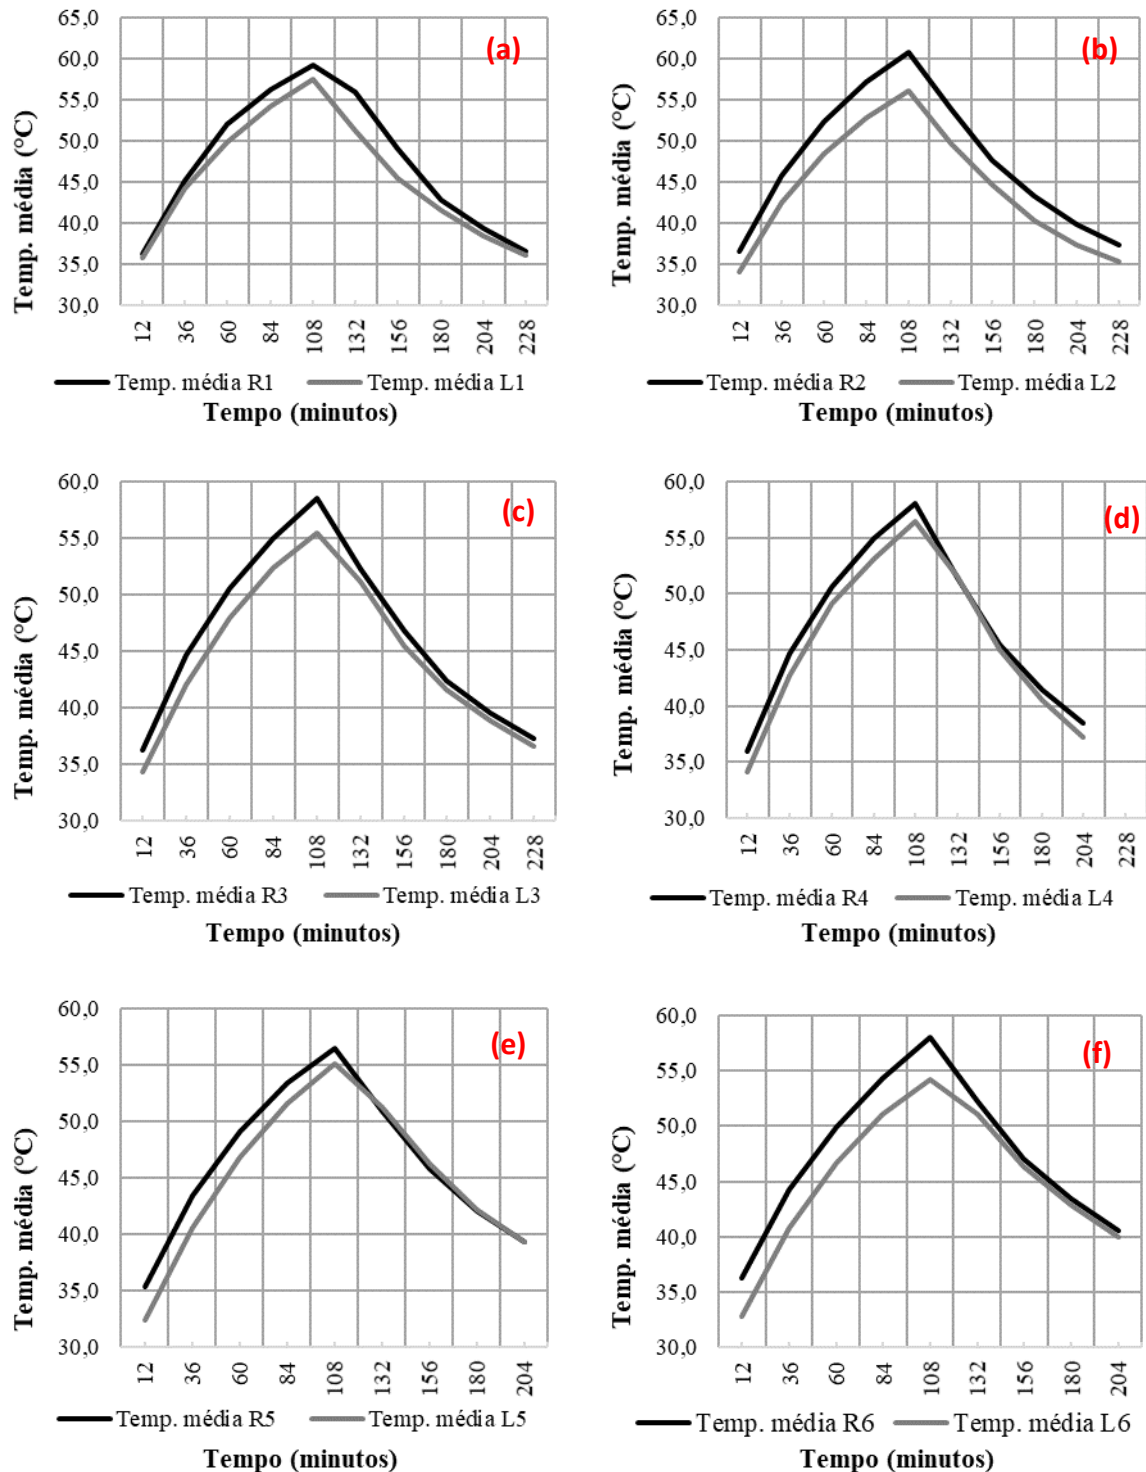 Temp. média (°C)
65,0
60,0
55,0
50,0
45,0
40,0
35,0
30,0
(a)
12 36 60 84 108 132 156 180 204 228
Temp. média R1 Temp. média L1
Tempo (minutos)
Temp. média (°C)
65,0
60,0
55,0
50,0
45,0
40,0
35,0
30,0
(b)
12 36 60 84 108 132 156 180 204 228
Temp. média R2 Temp. média L2
Tempo (minutos)
Temp. média (°C)
60,0
55,0
50,0
45,0
40,0
35,0
30,0
(c)
12 36 60 84 108 132 156 180 204 228
Temp. média R3 Temp. média L3
Tempo (minutos)
Temp. média (°C)
60,0
55,0
50,0
45,0
40,0
35,0
30,0
(d)
12 36 60 84 108 132 156 180 204 228
Temp. média R4 Temp. média L4
Tempo (minutos)
Temp. média (°C)
60,0
55,0
50,0
45,0
40,0
35,0
30,0
(e)
12 36 60 84 108 132 156 180 204
Temp. média R5 Temp. média L5
Tempo (minutos)
Temp. média (°C)
60,0
55,0
50,0
45,0
40,0
35,0
30,0
(f)
12 36 60 84 108 132 156 180 204
Temp. média R6 Temp. média L6
Tempo (minutos)